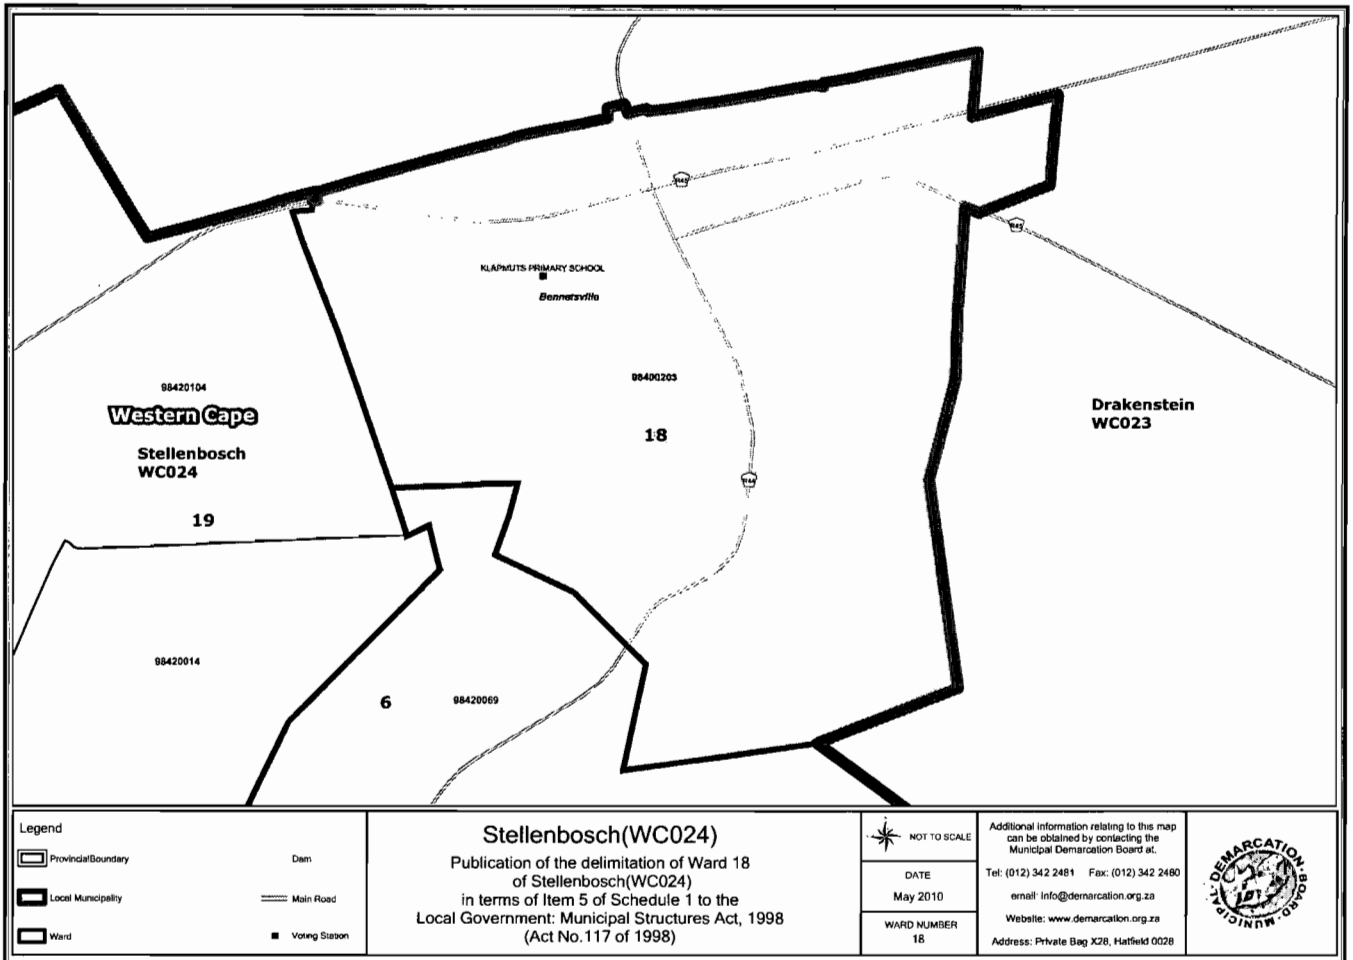 R45
KLAPMUTS PRIMARY SCHOOL
Bennetsville
R45
98420104
98400203
Western Cape
Drakenstein
WC023
18
Stellenbosch
WC024
R44
19
98420014
6
98420069
Legend
Provincial Boundary
Dam
Local Municipality
Main Road
Ward
Voting Station
Stellenbosch(WC024)
Publication of the delimitation of Ward 18
of Stellenbosch(WC024)
in terms of Item 5 of Schedule 1 to the
Local Government: Municipal Structures Act, 1998
(Act No.117 of 1998)
NOT TO SCALE
DATE
May 2010
WARD NUMBER
18
Additional information relating to this map
can be obtained by contacting the
Municipal Demarcation Board at.
Tel: (012) 342 2481 Fax: (012) 342 2480
email: info@demarcation.org.za
Website: www.demarcation.org.za
Address: Private Bag X28, Hatfield 0028
MUNICIPAL DEMARCATION BOARD